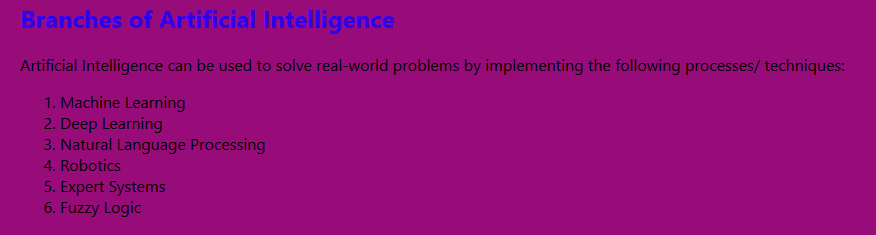 Branches of Artificial Intelligence
Artificial Intelligence can be used to solve real-world problems by implementing the following processes/ techniques:
1. Machine Learning
2. Deep Learning
3. Natural Language Processing
4. Robotics
5. Expert Systems
6. Fuzzy Logic